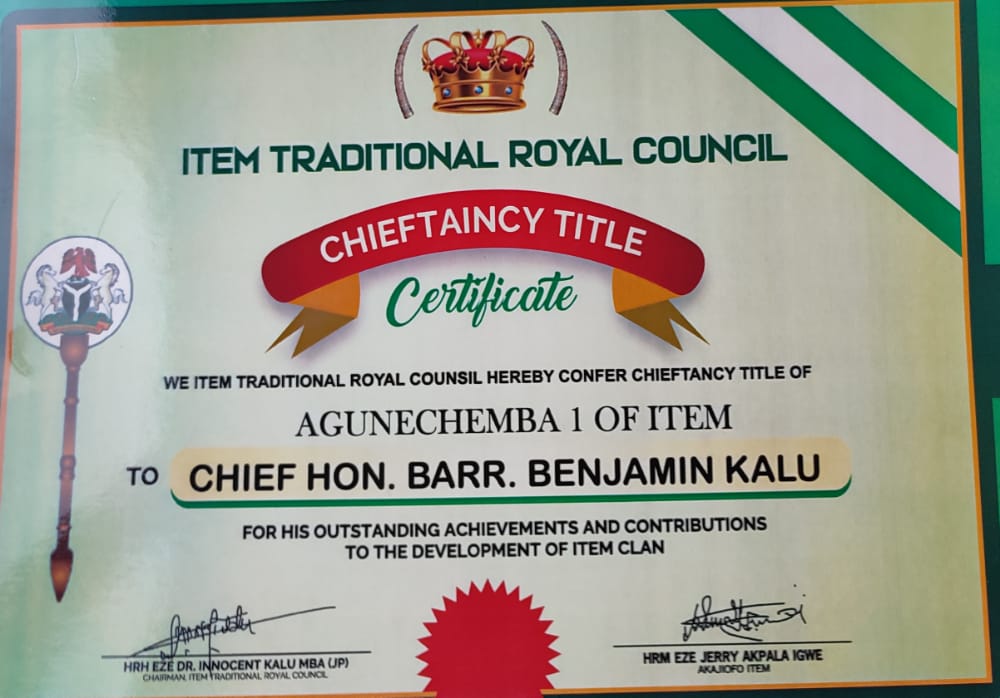 ITEM TRADITIONAL ROYAL COUNCIL
CHIEFTAINCY TITLE
Certificate
WE ITEM TRADITIONAL ROYAL COUNSIL HEREBY CONFER CHIEFTANCY TITLE OF
AGUNECHEMBA 1 OF ITEM
TO CHIEF HON. BARR. BENJAMIN KALU
FOR HIS OUTSTANDING ACHIEVEMENTS AND CONTRIBUTIONS
TO THE DEVELOPMENT OF ITEM CLAN
HRH EZE DR. INNOCENT KALU MBA (JP)
CHAIRMAN, ITEM TRADITIONAL ROYAL COUNCIL
HRM EZE JERRY AKPALA IGWE
AKAJIOFO ITEM